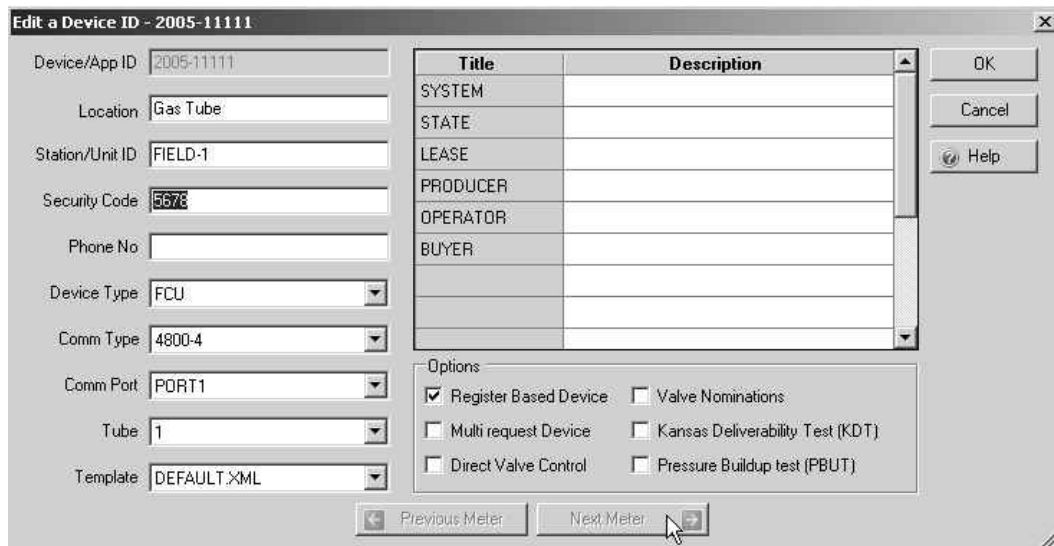 Edit a Device ID - 2005-11111
Device/App ID 2005-11111
Location Gas Tube
Station/Unit ID FIELD-1
Security Code 5678
Phone No
Device Type FCU
Comm Type 4800-4
Comm Port PORT1
Tube 1
Template DEFAULT.XML
Title Description
SYSTEM
STATE
LEASE
PRODUCER
OPERATOR
BUYER
Options
Register Based Device Valve Nominations
Multi request Device Kansas Deliverability Test (KDT)
Direct Valve Control Pressure Buildup test (PBUT)
OK
Cancel
Help
Previous Meter Next Meter